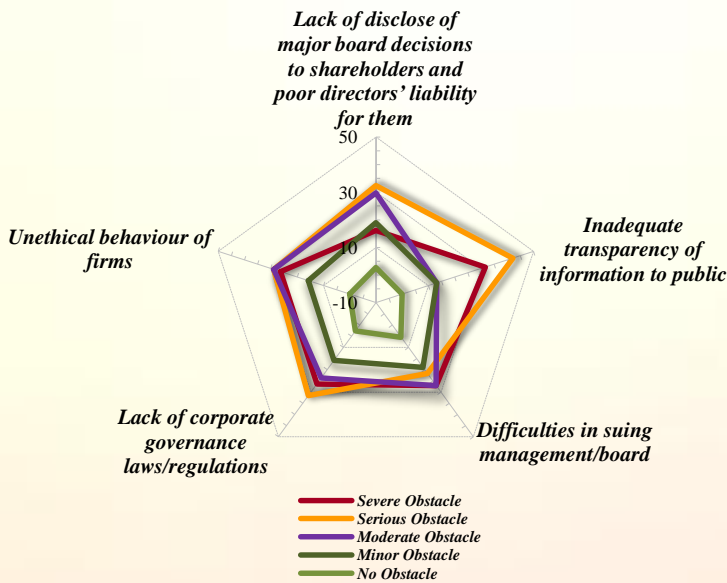 Lack of disclose of
major board decisions
to shareholders and
poor directors' liability
for them
50
30
10
-10
Inadequate
transparency of
information to public
Unethical behaviour of
firms
Lack of corporate
governance
laws/regulations
Difficulties in suing
management/board
Severe Obstacle
Serious Obstacle
Moderate Obstacle
Minor Obstacle
No Obstacle